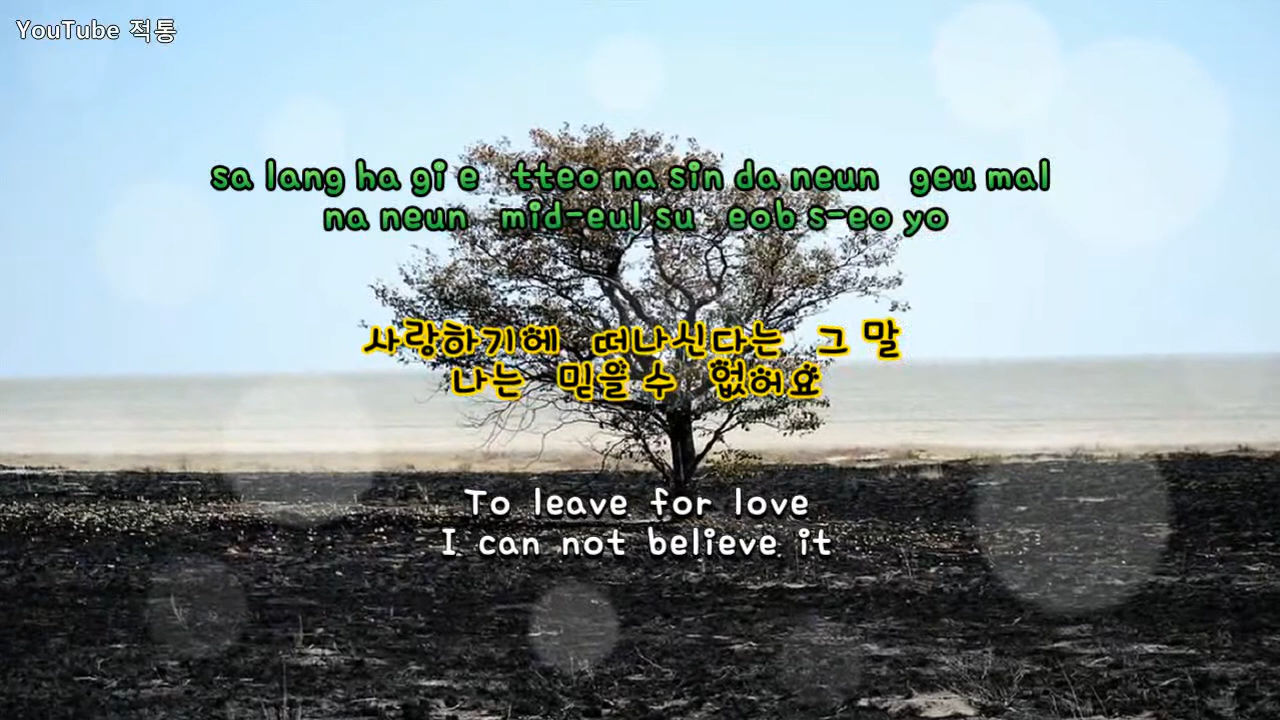 YouTube 적통
sa lang ha gi e tteo na sin da neun geu mal
na neun mid-eul su eob s-eo yo
사랑하기에 떠나신다는 그 말
나는 믿을 수 없어요
To leave for love
I can not believe it